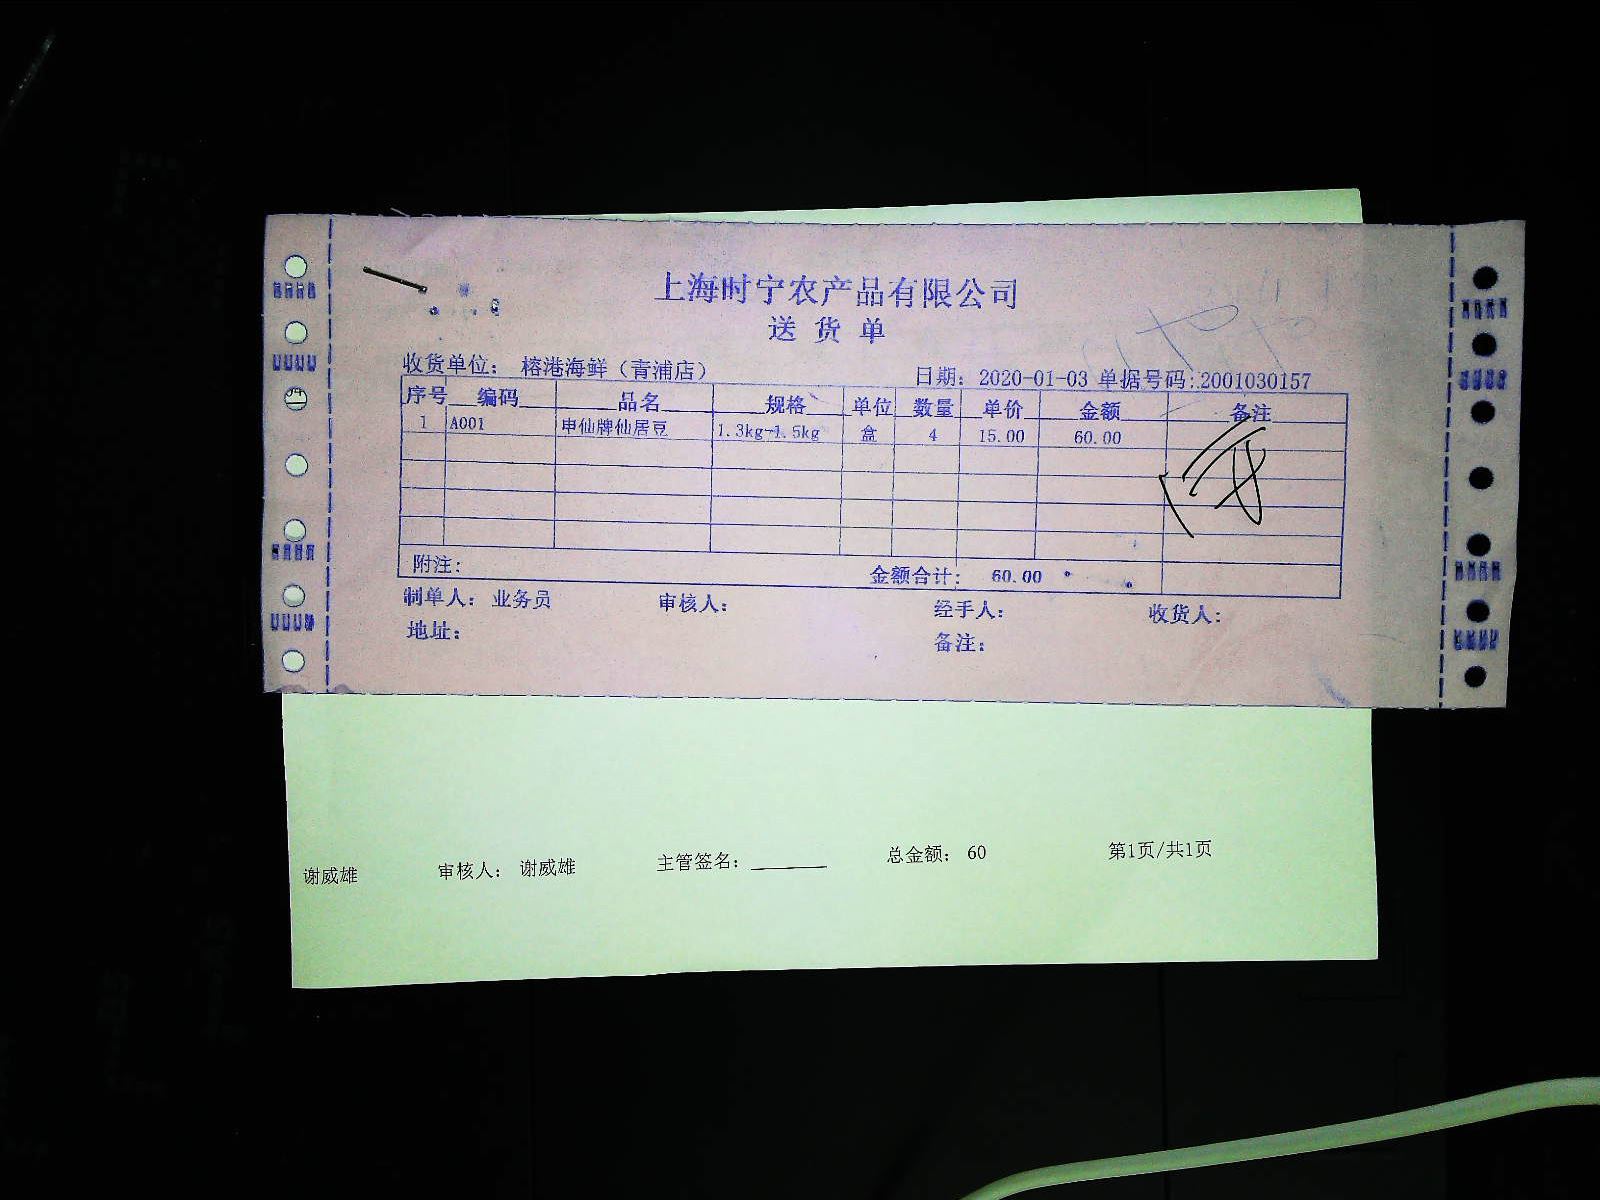 上海时宁农产品有限公司
送货单
收货单位：榕港海鲜（青浦店） 日期：2020-01-03 单据号码:2001030157
序号 编码 品名 规格 单位 数量 单价 金额 备注
1 A001 申仙牌仙居豆 1.3kg-1.5kg 盒 4 15.00 60.00
附注： 金额合计： 60.00
制单人：业务员 审核人： 经手人： 收货人：
地址： 备注：
谢威雄 审核人：谢威雄 主管签名：______ 总金额：60 第1页/共1页